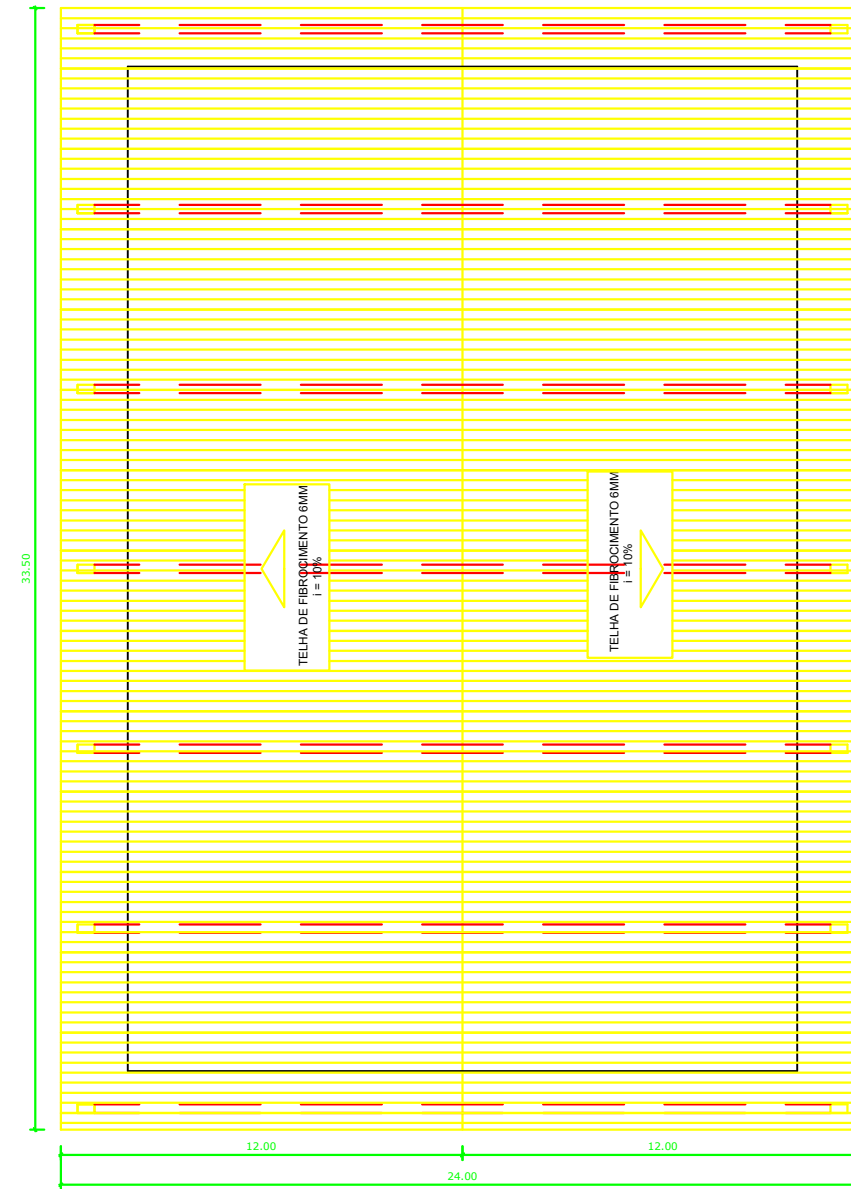 TELHA DE FIBROCIMENTO 6MM
i = 10%
TELHA DE FIBROCIMENTO 6MM
i = 10%
33.50
12.00
12.00
24.00